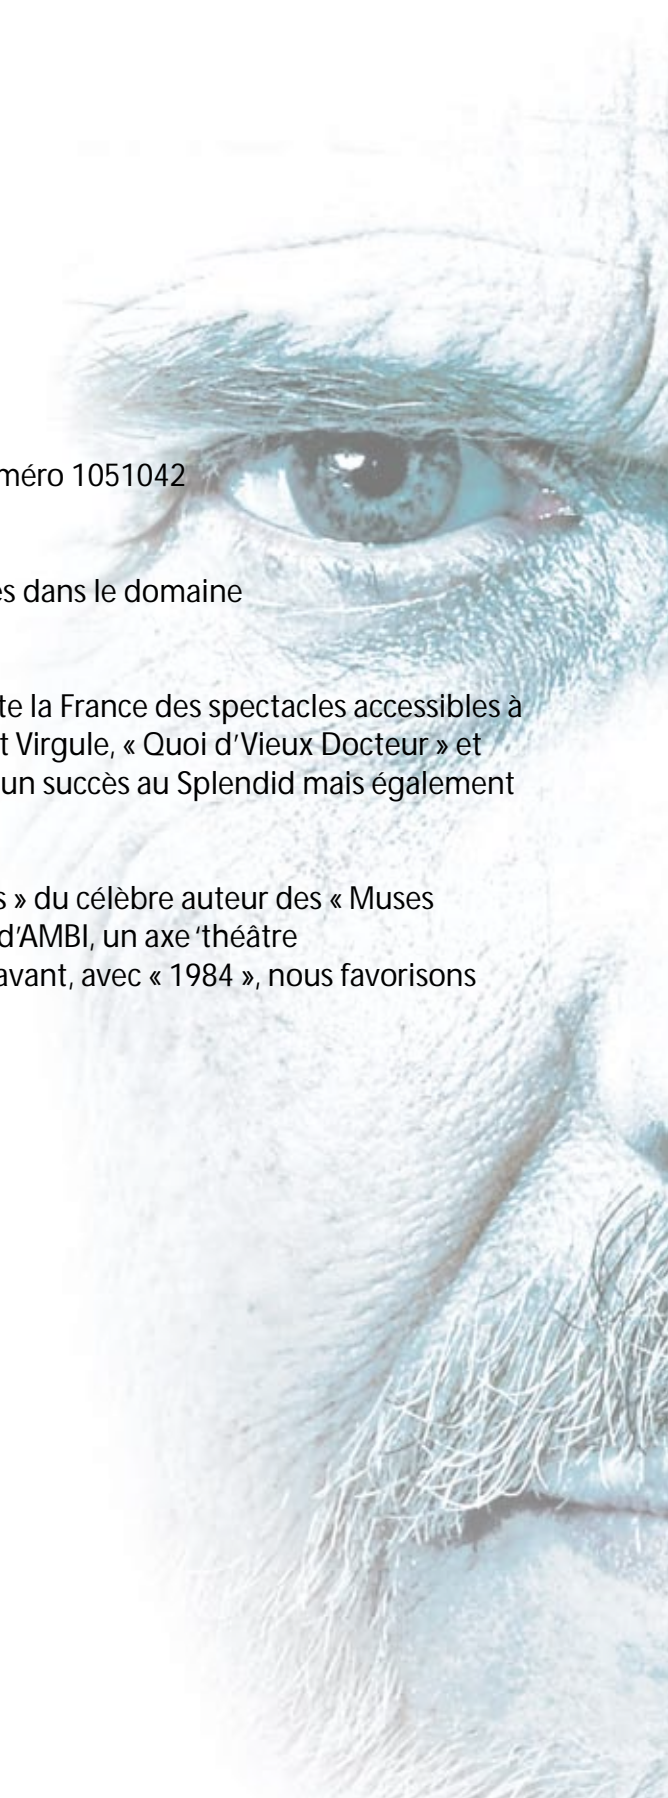 méro 1051042
s dans le domaine
te la France des spectacles accessibles à
t Virgule, « Quoi d'Vieux Docteur » et
un succès au Splendid mais également
s » du célèbre auteur des « Muses
d'AMBI, un axe ‘théâtre
avant, avec « 1984 », nous favorisons